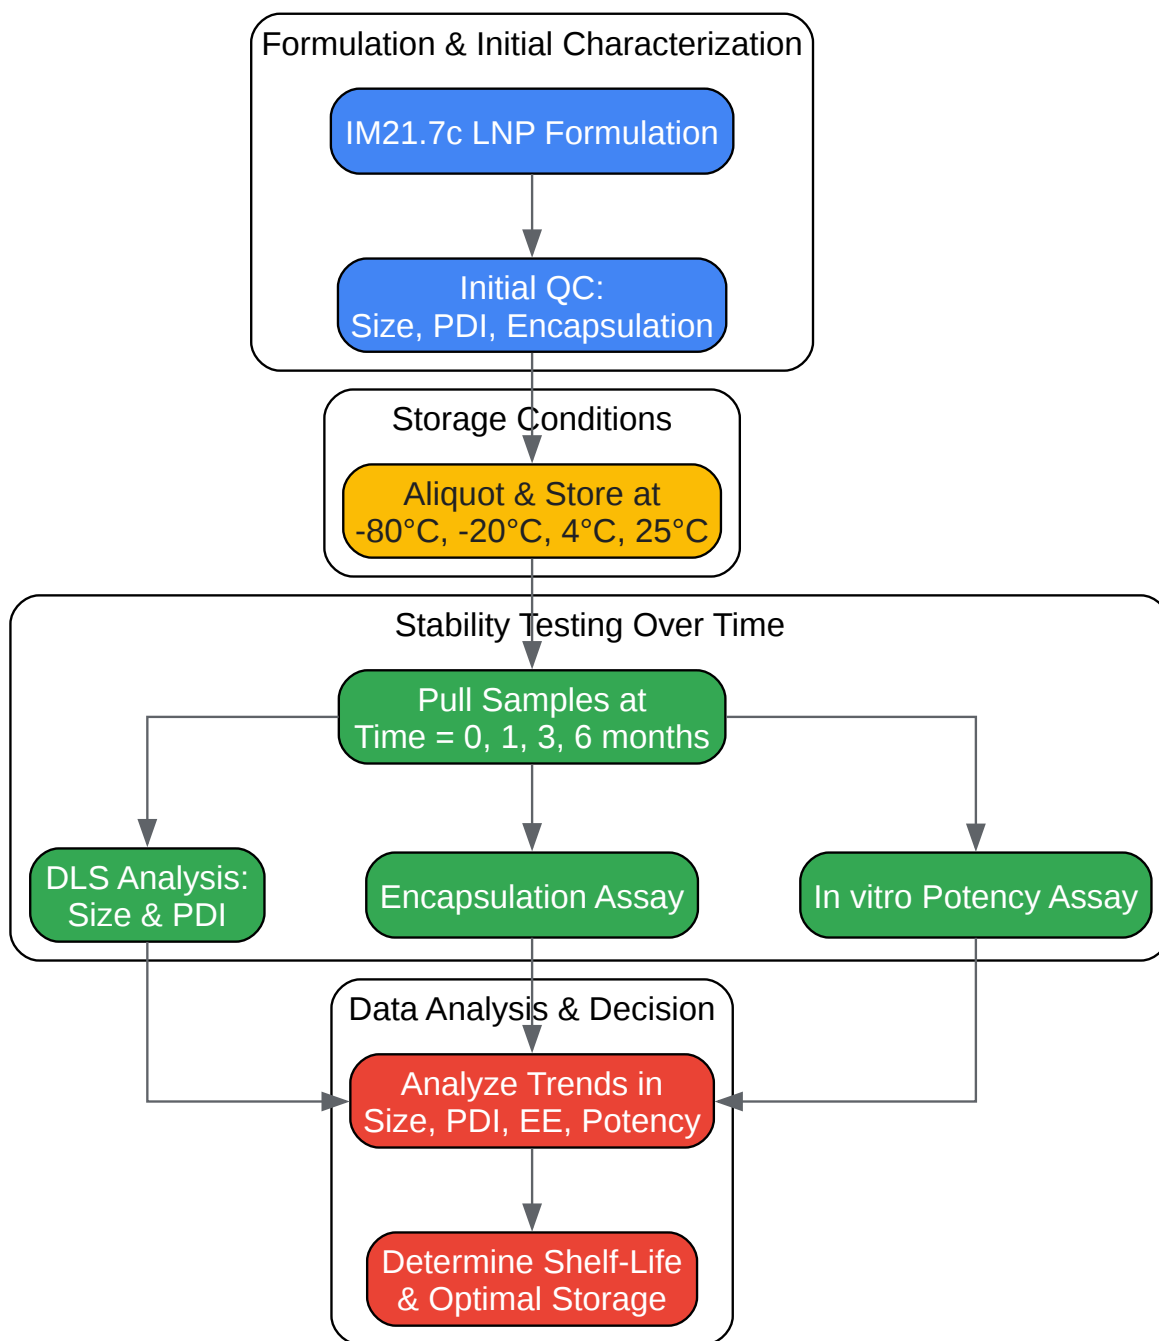 Formulation & Initial Characterization
IM21.7c LNP Formulation
Initial QC:
Size, PDI, Encapsulation
Storage Conditions
Aliquot & Store at
-80°C, -20°C, 4°C, 25°C
Stability Testing Over Time
Pull Samples at
Time = 0, 1, 3, 6 months
DLS Analysis:
Size & PDI
Encapsulation Assay
In vitro Potency Assay
Data Analysis & Decision
Analyze Trends in
Size, PDI, EE, Potency
Determine Shelf-Life
& Optimal Storage